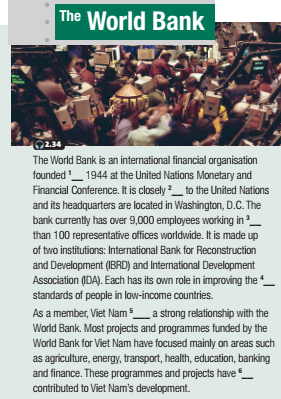 The World Bank
2.34
The World Bank is an international financial organisation
founded ¹__ 1944 at the United Nations Monetary and
Financial Conference. It is closely ²__ to the United Nations
and its headquarters are located in Washington, D.C. The
bank currently has over 9,000 employees working in ³__
than 100 representative offices worldwide. It is made up
of two institutions: International Bank for Reconstruction
and Development (IBRD) and International Development
Association (IDA). Each has its own role in improving the ⁴__
standards of people in low-income countries.
As a member, Viet Nam ⁵___ a strong relationship with the
World Bank. Most projects and programmes funded by the
World Bank for Viet Nam have focused mainly on areas such
as agriculture, energy, transport, health, education, banking
and finance. These programmes and projects have ⁶__
contributed to Viet Nam's development.